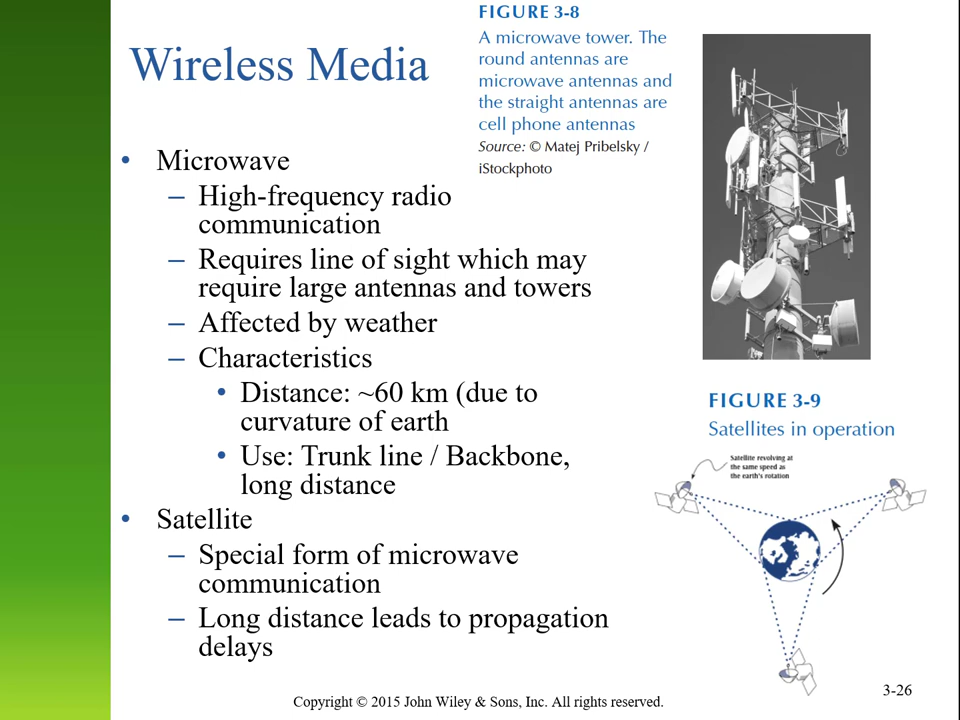 Wireless Media
FIGURE 3-8
A microwave tower. The
round antennas are
microwave antennas and
the straight antennas are
cell phone antennas
Source: © Matej Pribelsky /
iStockphoto
• Microwave
– High-frequency radio
communication
– Requires line of sight which may
require large antennas and towers
– Affected by weather
– Characteristics
• Distance: ~60 km (due to
curvature of earth
• Use: Trunk line / Backbone,
long distance
• Satellite
– Special form of microwave
communication
– Long distance leads to propagation
delays
FIGURE 3-9
Satellites in operation
Satellite revolving at
the same speed as
the earth's rotation
Copyright © 2015 John Wiley & Sons, Inc. All rights reserved.
3-26